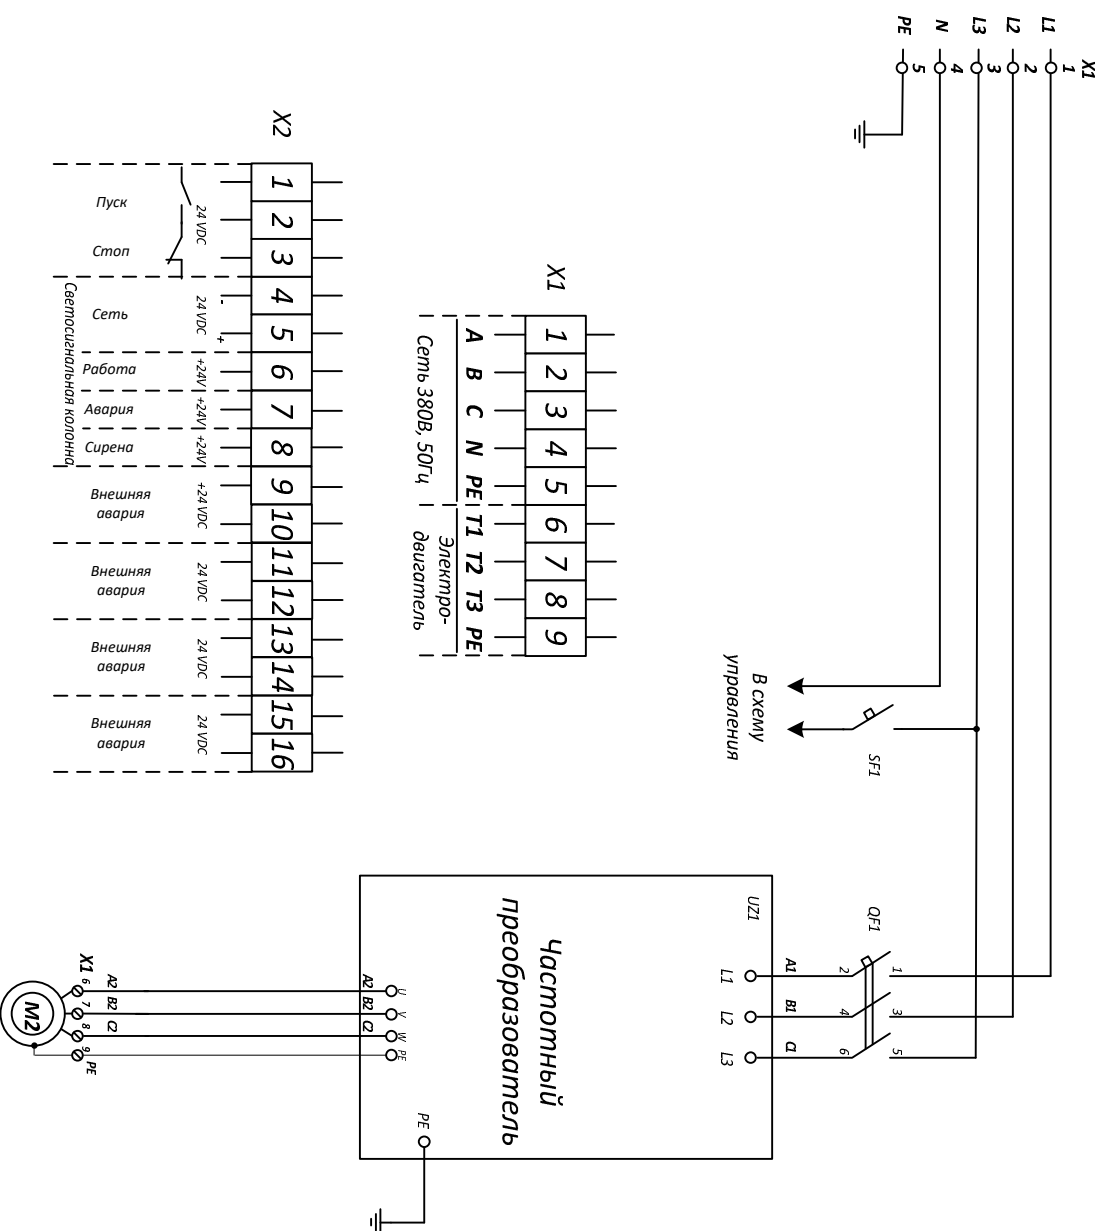 X1
L1 1
L2 2
L3 3
N 4
PE 5
В схему
управления
SF1
QF1
1 3 5
2 4 6
A1 B1 C1
UZ1
L1 L2 L3
Частотный
преобразователь
U V W PE
A2 B2 C2
PE
A2 B2 C2
X1
6 7 8 9 PE
M2
X1
1 2 3 4 5 6 7 8 9
A B C N PE T1 T2 T3 PE
Сеть 380В, 50Гц
Электро-
двигатель
X2
1 2 3 4 5 6 7 8 9 10 11 12 13 14 15 16
24 VDC
Пуск
Стоп
- +
24 VDC
Сеть
+24V
Работа
+24V
Авария
+24V
Сирена
Светосигнальная колонна
+24 VDC
Внешняя
авария
24 VDC
Внешняя
авария
24 VDC
Внешняя
авария
24 VDC
Внешняя
авария